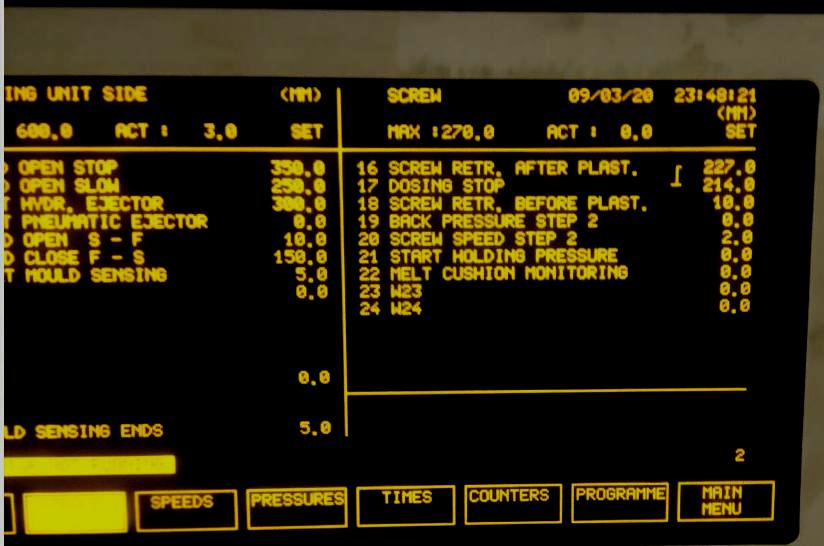 ING UNIT SIDE (MM)
600.0 ACT : 3.0 SET
OPEN STOP 350.0
OPEN SLOW 250.0
T HYDR. EJECTOR 300.0
T PNEUMATIC EJECTOR 0.0
OPEN S - F 10.0
CLOSE F - S 150.0
T MOULD SENSING 5.0
0.0
0.0
LD SENSING ENDS 5.0
SCREW 09/03/20 23:48:21
(MM)
MAX :270.0 ACT : 0.0 SET
16 SCREW RETR. AFTER PLAST. 227.0
17 DOSING STOP 214.0
18 SCREW RETR. BEFORE PLAST. 10.0
19 BACK PRESSURE STEP 2 0.0
20 SCREW SPEED STEP 2 2.0
21 START HOLDING PRESSURE 0.0
22 MELT CUSHION MONITORING 0.0
23 W23 0.0
24 W24 0.0
2
SPEEDS PRESSURES TIMES COUNTERS PROGRAMME MAIN
MENU